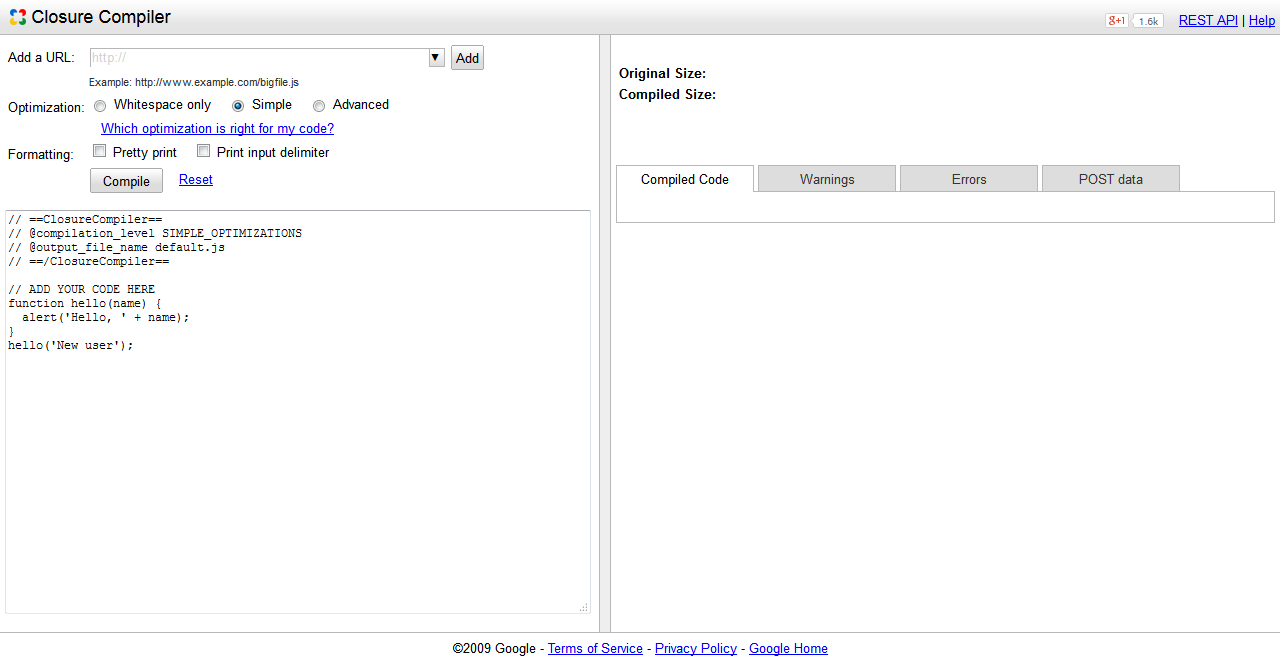 Closure Compiler
g+1 1.6k REST API | Help
Add a URL: http:// ▼ Add
Example: http://www.example.com/bigfile.js
Optimization: Whitespace only Simple Advanced
Which optimization is right for my code?
Formatting: Pretty print Print input delimiter
Compile Reset
// ==ClosureCompiler==
// @compilation_level SIMPLE_OPTIMIZATIONS
// @output_file_name default.js
// ==/ClosureCompiler==

// ADD YOUR CODE HERE
function hello(name) {
  alert('Hello, ' + name);
}
hello('New user');
Original Size:
Compiled Size:
Compiled Code Warnings Errors POST data
©2009 Google - Terms of Service - Privacy Policy - Google Home